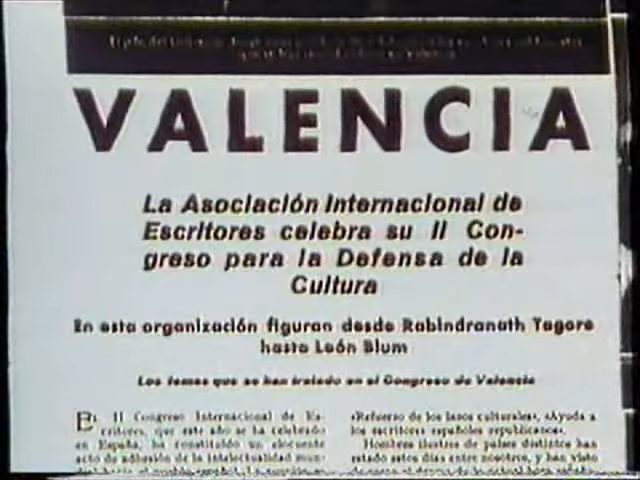 VALENCIA
La Asociación Internacional de
Escritores celebra su II Con-
greso para la Defensa de la
Cultura
En esta organización figuran desde Rabindranath Tagore
hasta León Blum
Los temas que se han tratado en el Congreso de Valencia
El II Congreso Internacional de Es-
critores, que este año se ha celebrado
en España, ha constituido un elocuente
acto de adhesión de la intelectualidad mun-
«Refuerzo de los lazos culturales», «Ayuda a
los escritores españoles republicanos».
Hombres ilustres de países distintos han
estado estos días entre nosotros, y han visto